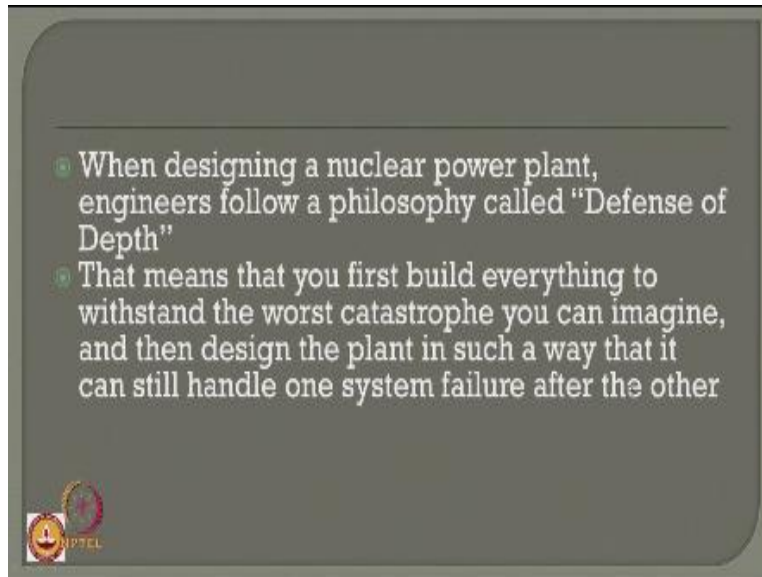 When designing a nuclear power plant,
engineers follow a philosophy called “Defense of
Depth”
That means that you first build everything to
withstand the worst catastrophe you can imagine,
and then design the plant in such a way that it
can still handle one system failure after the other
NPTEL